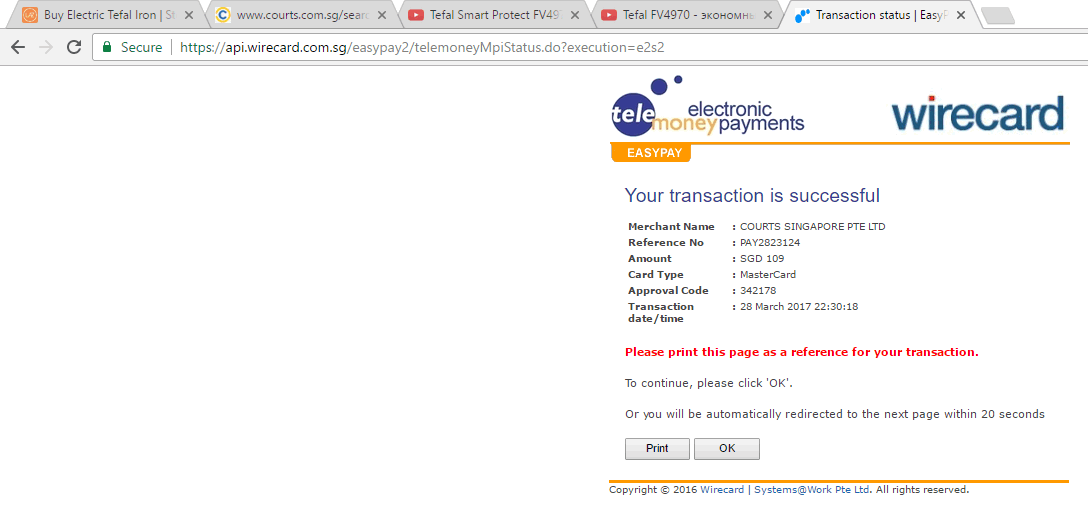 Buy Electric Tefal Iron | S
www.courts.com.sg/sear
Tefal Smart Protect FV497
Tefal FV4970 - экономны
Transaction status | EasyP
Secure https://api.wirecard.com.sg/easypay2/telemoneyMpiStatus.do?execution=e2s2
tele money electronic payments
wirecard
EASYPAY
Your transaction is successful
Merchant Name : COURTS SINGAPORE PTE LTD
Reference No : PAY2823124
Amount : SGD 109
Card Type : MasterCard
Approval Code : 342178
Transaction : 28 March 2017 22:30:18
date/time
Please print this page as a reference for your transaction.
To continue, please click 'OK'.
Or you will be automatically redirected to the next page within 20 seconds
Print OK
Copyright © 2016 Wirecard | Systems@Work Pte Ltd. All rights reserved.